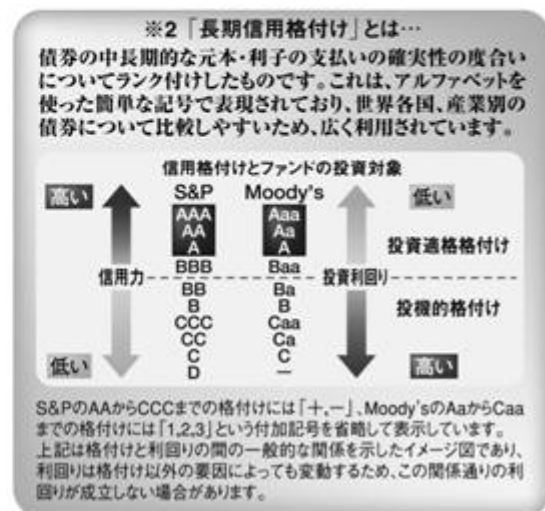 ※2「長期信用格付け」とは…
債券の中長期的な元本・利子の支払いの確実性の度合い
についてランク付けしたものです。これは、アルファベットを
使った簡単な記号で表現されており、世界各国、産業別の
債券について比較しやすいため、広く利用されています。
信用格付けとファンドの投資対象
高い S&P Moody's 低い
AAA Aaa
AA Aa
A A
投資適格格付け
BBB Baa
信用力 投資利回り
BB Ba
B B
投機的格付け
CCC Caa
CC Ca
C C
低い D − 高い
S&PのAAからCCCまでの格付けには「+,−」、Moody'sのAaからCaa
までの格付けには「1,2,3」という付加記号を省略して表示しています。
上記は格付けと利回りの間の一般的な関係を示したイメージ図であり、
利回りは格付け以外の要因によっても変動するため、この関係通りの利
回りが成立しない場合があります。